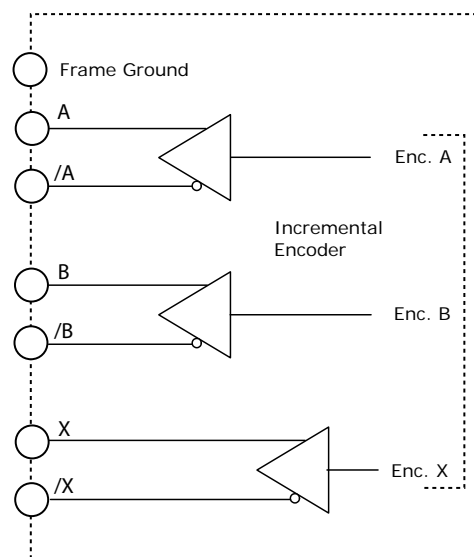 Frame Ground
A
/A
Enc. A
Incremental
Encoder
B
/B
Enc. B
X
/X
Enc. X